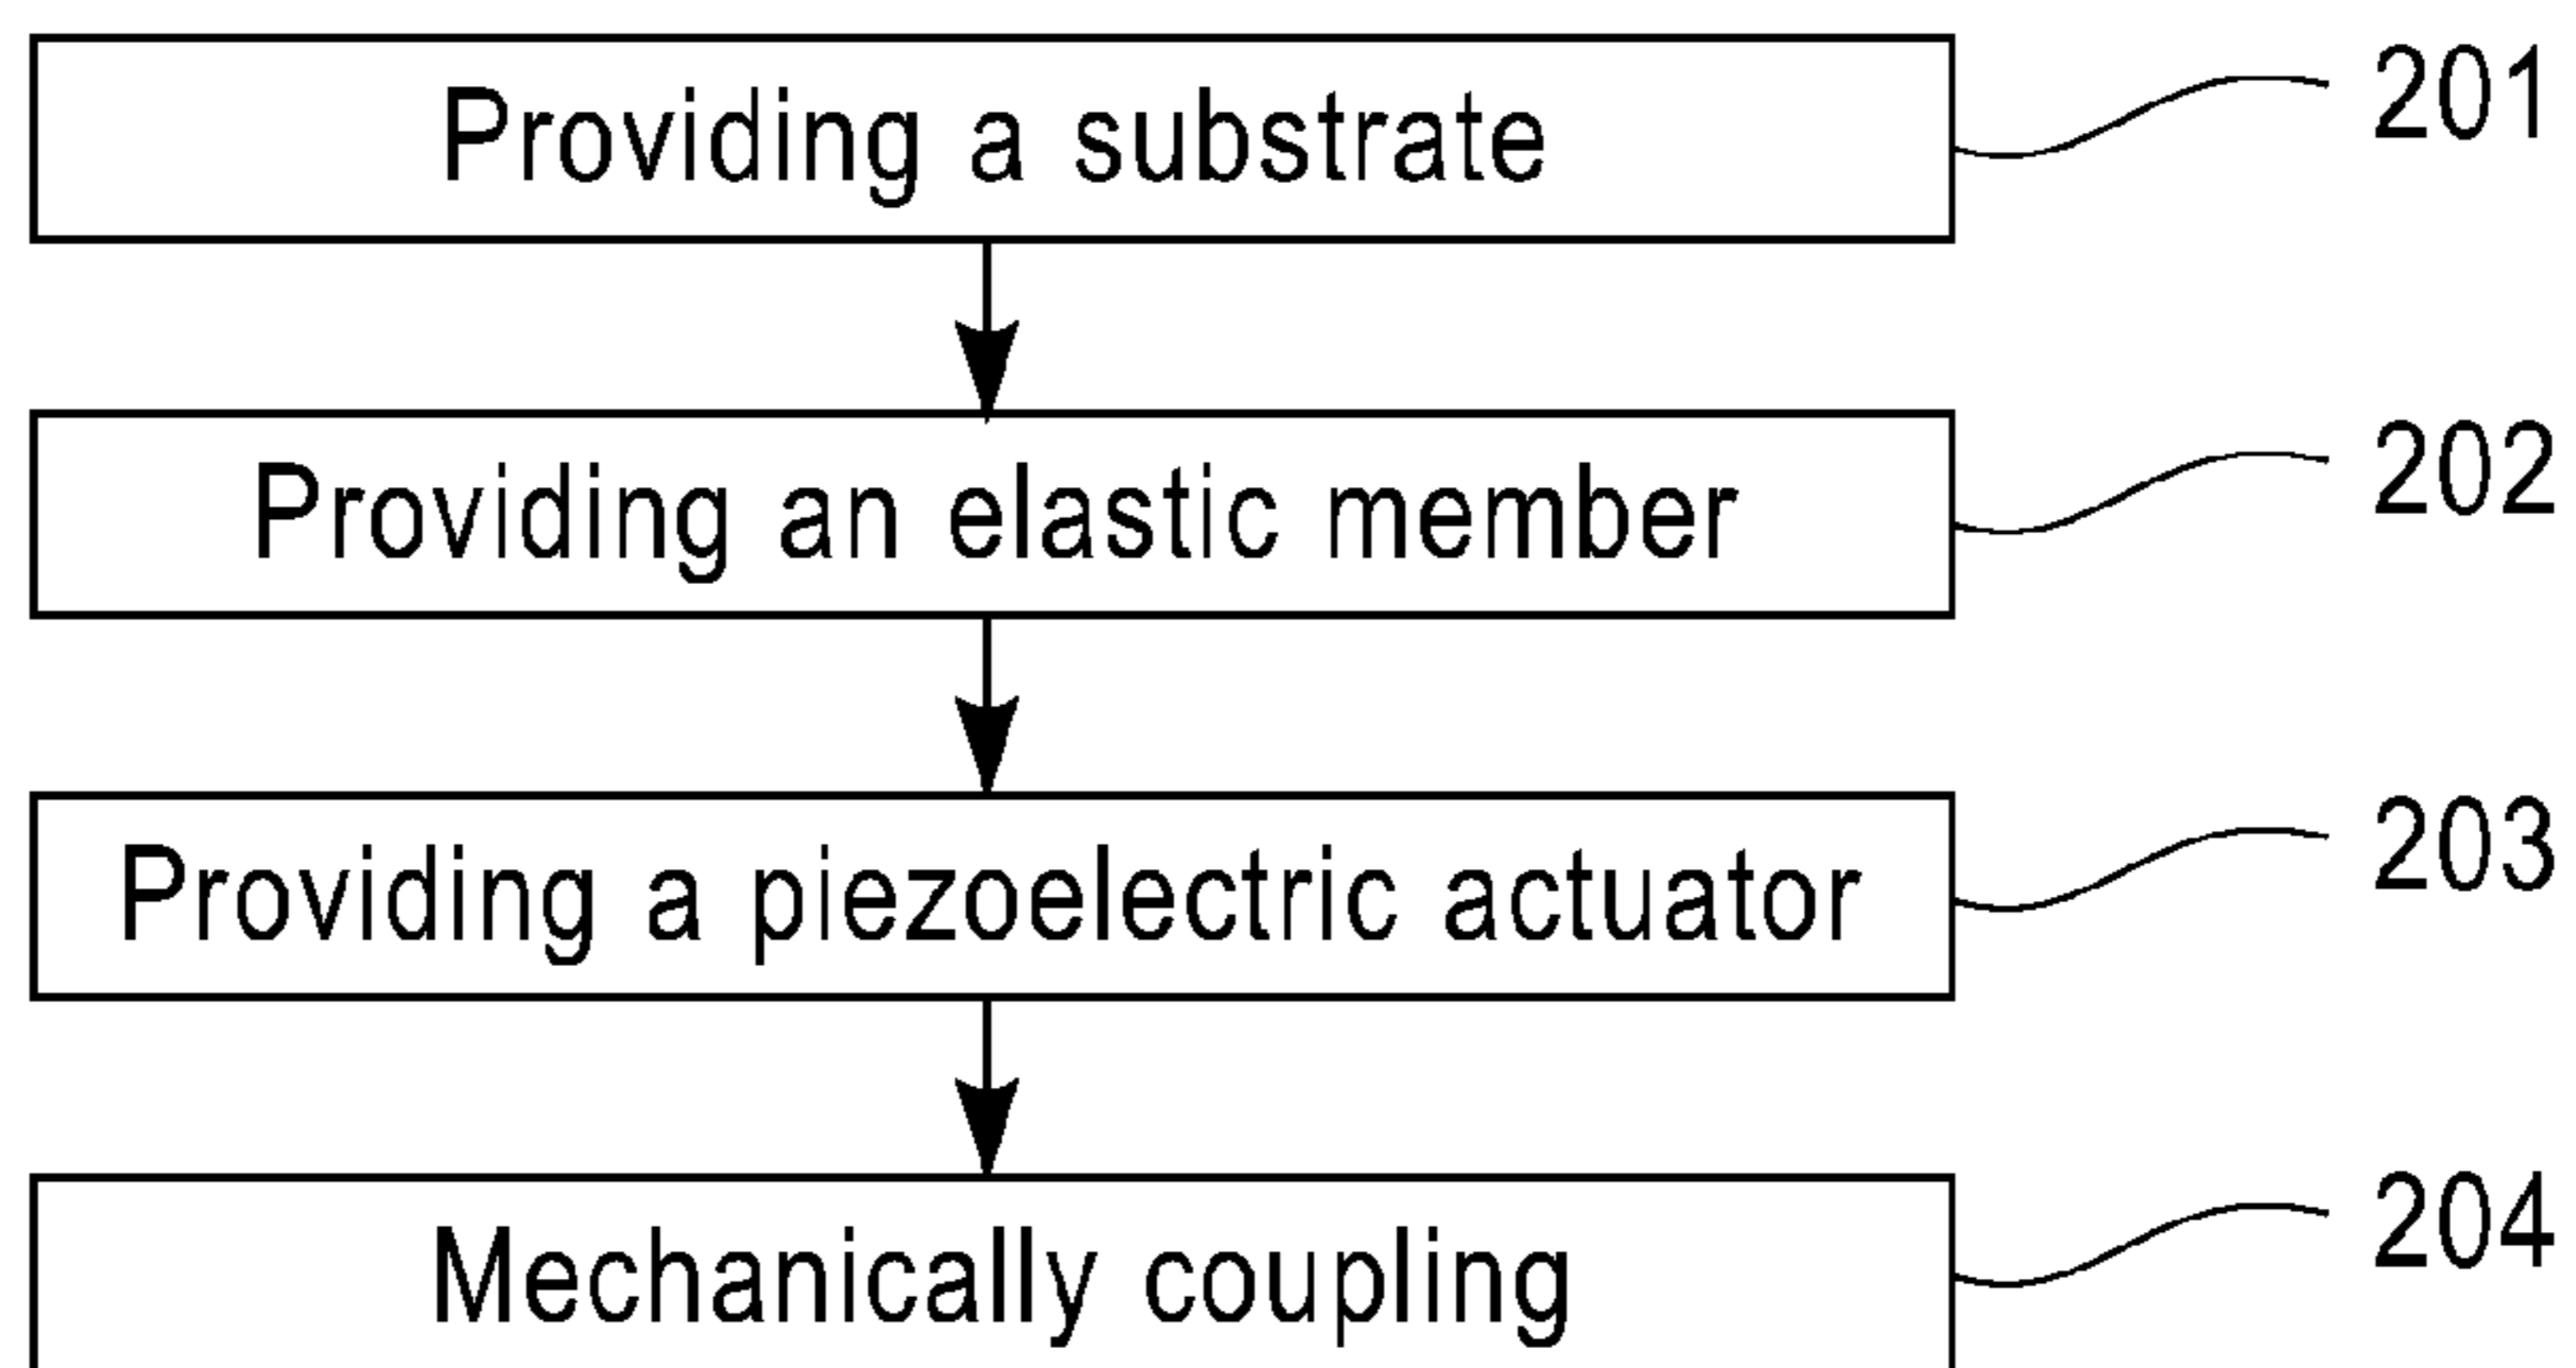 Providing a substrate 201
Providing an elastic member 202
Providing a piezoelectric actuator 203
Mechanically coupling 204